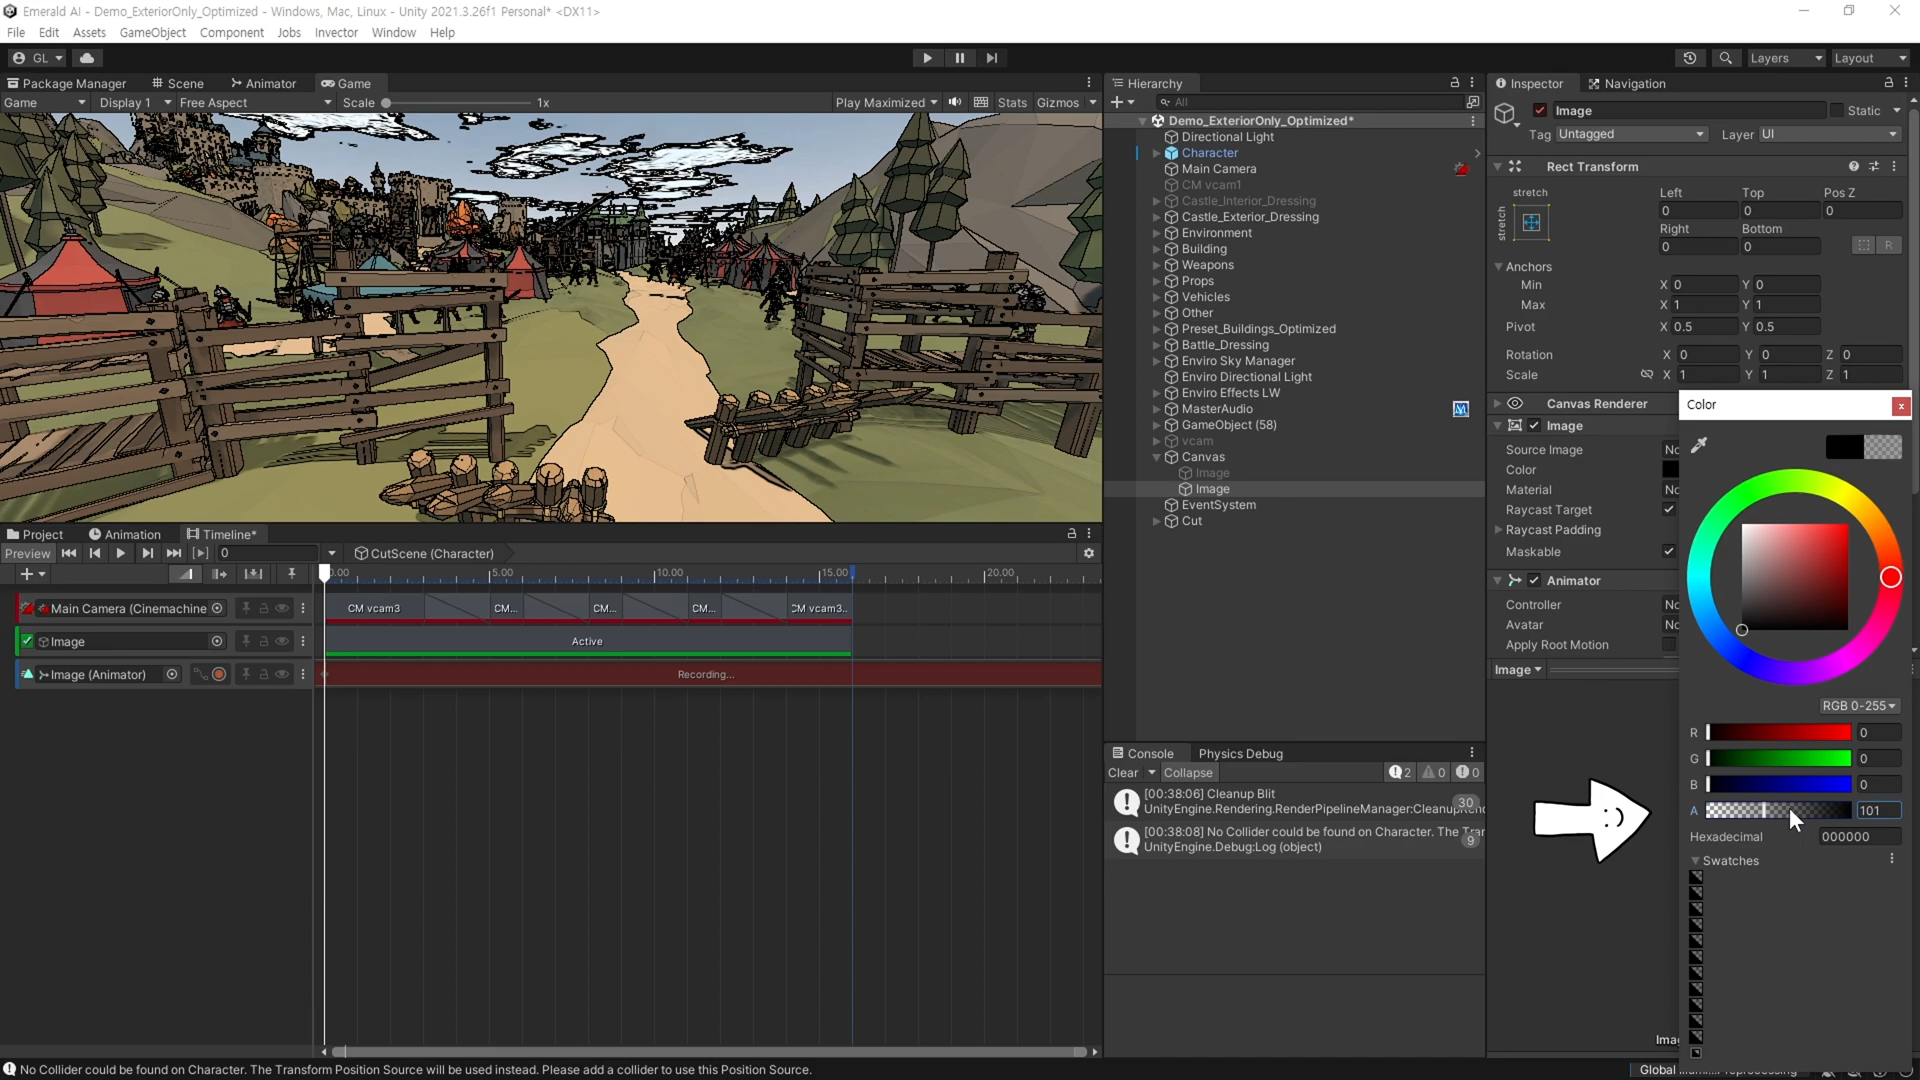 Emerald AI - Demo_ExteriorOnly_Optimized - Windows, Mac, Linux - Unity 2021.3.26f1 Personal* <DX11>
File Edit Assets GameObject Component Jobs Invector Window Help
GL
Layers Layout
Package Manager Scene Animator Game
Game Display 1 Free Aspect Scale 1x Play Maximized Stats Gizmos
Project Animation Timeline*
Preview 0 CutScene (Character)
5.00 10.00 15.00 20.00
Main Camera (Cinemachine CM vcam3 CM... CM... CM... CM vcam3..
Image Active
Image (Animator) Recording...
Hierarchy
All
Demo_ExteriorOnly_Optimized*
Directional Light
Character
Main Camera
CM vcam1
Castle_Interior_Dressing
Castle_Exterior_Dressing
Environment
Building
Weapons
Props
Vehicles
Other
Preset_Buildings_Optimized
Battle_Dressing
Enviro Sky Manager
Enviro Directional Light
Enviro Effects LW
MasterAudio
GameObject (58)
vcam
Canvas
Image
Image
EventSystem
Cut
Console Physics Debug
Clear Collapse 2 0 0
[00:38:06] Cleanup Blit
UnityEngine.Rendering.RenderPipelineManager:Cleanup
30
[00:38:08] No Collider could be found on Character. The Tran
UnityEngine.Debug:Log (object)
9
Inspector Navigation
Image Static
Tag Untagged Layer UI
Rect Transform
stretch
stretch
Left Top Pos Z
0 0 0
Right Bottom
0 0 R
Anchors
Min X 0 Y 0
Max X 1 Y 1
Pivot X 0.5 Y 0.5
Rotation X 0 Y 0 Z 0
Scale X 1 Y 1 Z 1
Canvas Renderer
Image
Source Image
Color
Material
Raycast Target
Raycast Padding
Maskable
Animator
Controller
Avatar
Apply Root Motion
Image
Color
x
RGB 0-255
R 0
G 0
B 0
A 101
Hexadecimal 000000
Swatches
No Collider could be found on Character. The Transform Position Source will be used instead. Please add a collider to use this Position Source.
Global